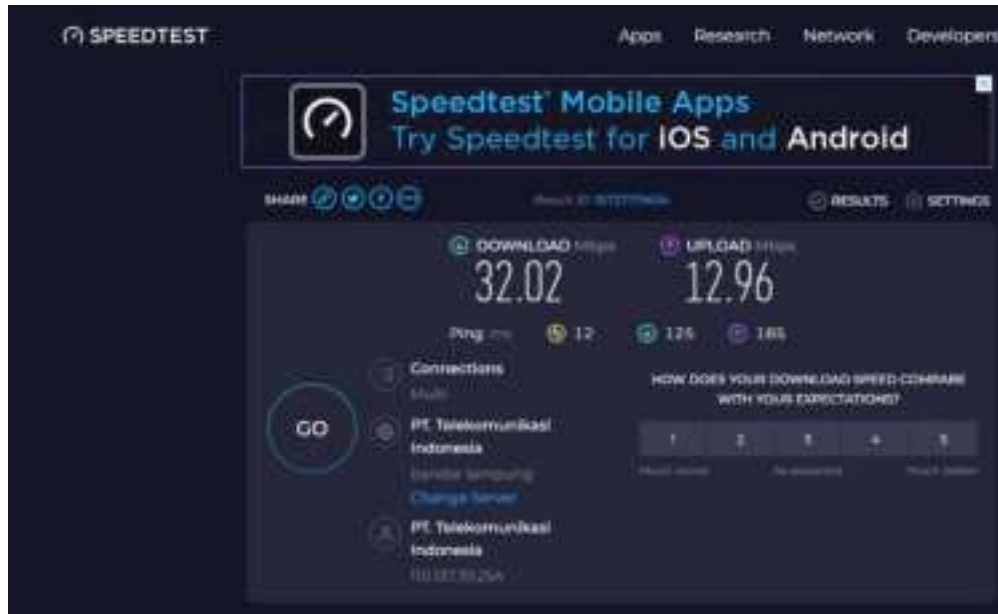 SPEEDTEST
Apps Research Network Developers
Speedtest® Mobile Apps
Try Speedtest for iOS and Android
SHARE
RESULTS SETTINGS
DOWNLOAD Mbps UPLOAD Mbps
32.02 12.96
Ping ms 12 125 185
Connections
Multi
HOW DOES YOUR DOWNLOAD SPEED COMPARE
WITH YOUR EXPECTATIONS?
GO
PT. Telekomunikasi
Indonesia
1 2 3 4 5
Bandar lampung
Change Server
PT. Telekomunikasi
Indonesia